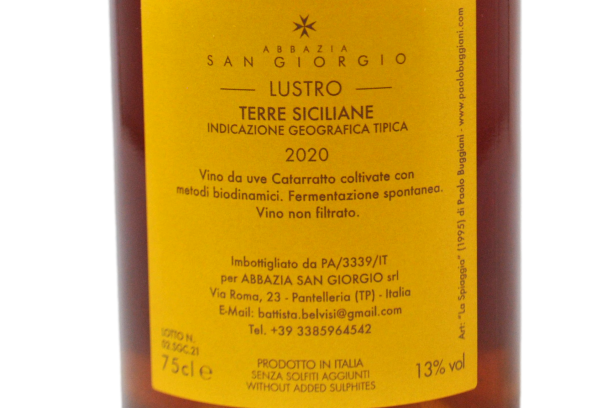 ABBAZIA
SAN GIORGIO
LUSTRO
TERRE SICILIANE
INDICAZIONE GEOGRAFICA TIPICA
2020
Vino da uve Catarratto coltivate con
metodi biodinamici. Fermentazione spontanea.
Vino non filtrato.
Imbottigliato da PA/3339/IT
per ABBAZIA SAN GIORGIO srl
Via Roma, 23 - Pantelleria (TP) - Italia
E-Mail: battista.belvisi@gmail.com
Tel. +39 3385964542
LOTTO N.
02.SGC.21
75cl e
PRODOTTO IN ITALIA
SENZA SOLFITI AGGIUNTI
WITHOUT ADDED SULPHITES
13% vol
Art: "La Spiaggia" (1995) di Paolo Buggiani - www.paolobuggiani.com